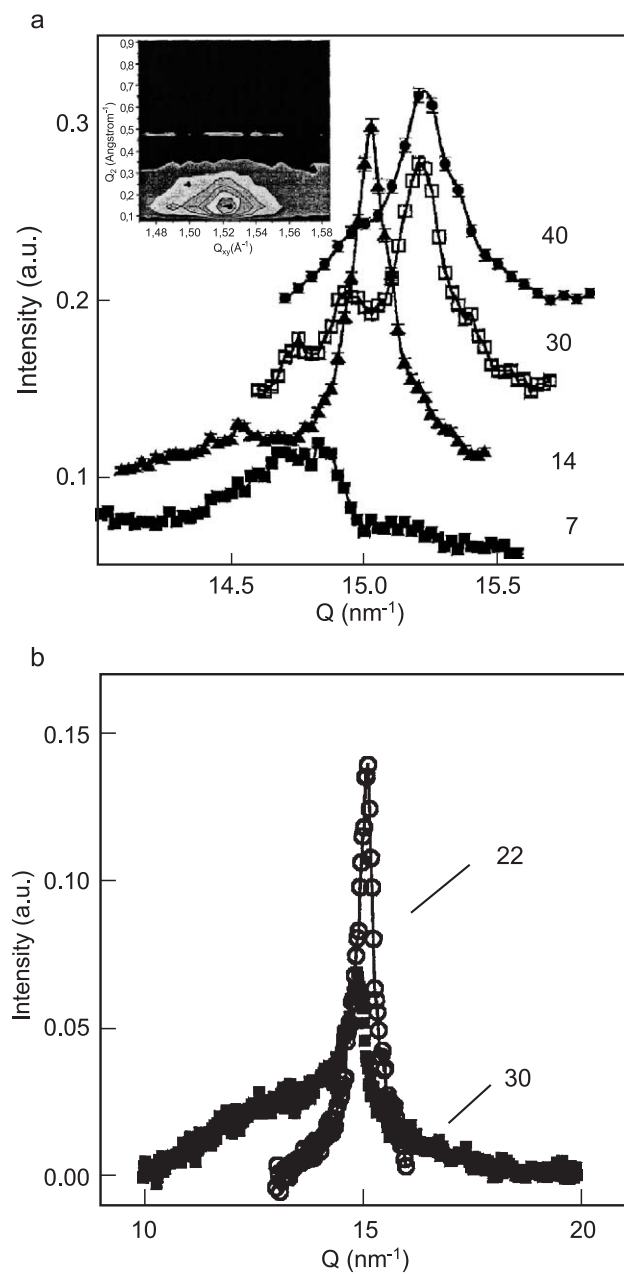 a
0,9
0,8
0,7
0,6
0,5
0,4
0,3
0,2
0,1
Q2 (Angstrom-1)
1,48 1,50 1,52 1,54 1,56 1,58
Qxy(Å-1)
0.3
0.2
0.1
Intensity (a.u.)
40
30
14
7
14.5 15.0 15.5
Q (nm-1)
b
0.15
0.10
0.05
0.00
Intensity (a.u.)
22
30
10 15 20
Q (nm-1)